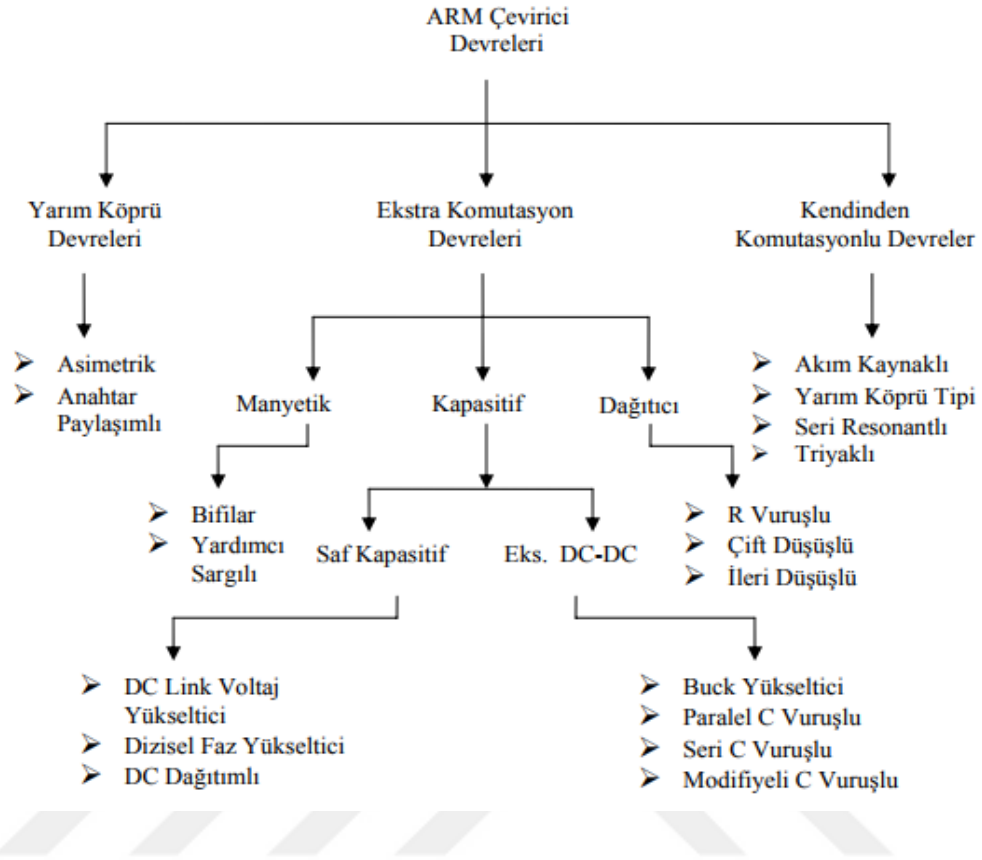 ARM Çevirici
Devreleri
Yarım Köprü
Devreleri
Ekstra Komutasyon
Devreleri
Kendinden
Komutasyonlu Devreler
Asimetrik
Anahtar
Paylaşımlı
Manyetik
Kapasitif
Dağıtıcı
Akım Kaynaklı
Yarım Köprü Tipi
Seri Resonantlı
Triyaklı
Bifilar
Yardımcı
Sargılı
Saf Kapasitif
Eks. DC-DC
R Vuruşlu
Çift Düşüşlü
İleri Düşüşlü
DC Link Voltaj
Yükseltici
Dizisel Faz Yükseltici
DC Dağıtımlı
Buck Yükseltici
Paralel C Vuruşlu
Seri C Vuruşlu
Modifiyeli C Vuruşlu